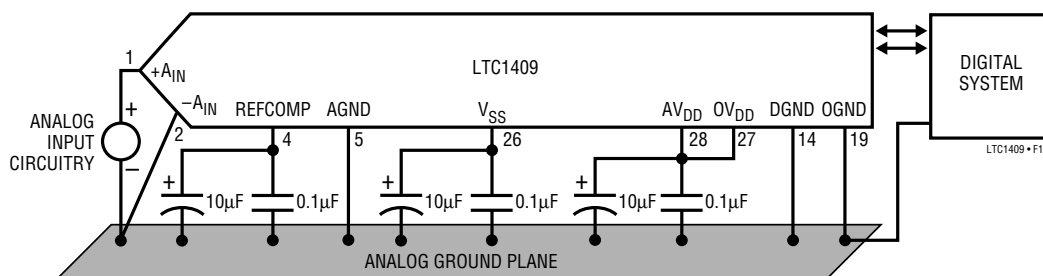 LTC1409
DIGITAL
SYSTEM
1
+AIN
−AIN
2
REFCOMP
4
AGND
5
VSS
26
AVDD
28
OVDD
27
DGND
14
OGND
19
ANALOG
INPUT
CIRCUITRY
+
−
+
10µF
0.1µF
+
10µF
0.1µF
+
10µF
0.1µF
LTC1409 • F1
ANALOG GROUND PLANE